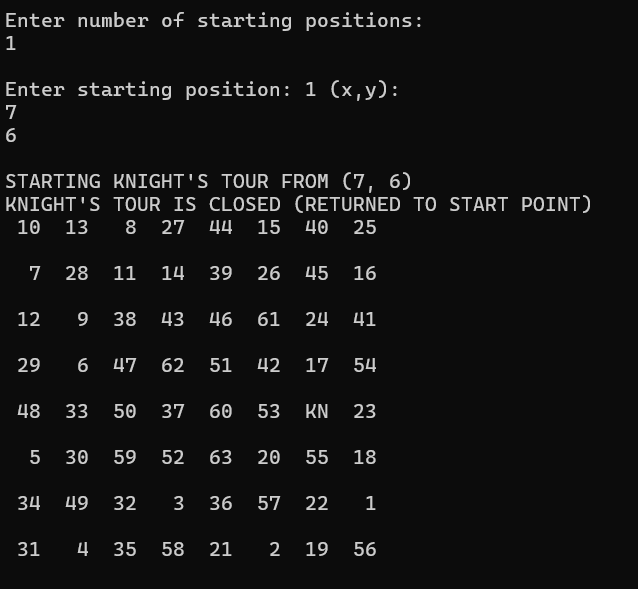 Enter number of starting positions:
1
Enter starting position: 1 (x,y):
7
6
STARTING KNIGHT'S TOUR FROM (7, 6)
KNIGHT'S TOUR IS CLOSED (RETURNED TO START POINT)
10 13 8 27 44 15 40 25
7 28 11 14 39 26 45 16
12 9 38 43 46 61 24 41
29 6 47 62 51 42 17 54
48 33 50 37 60 53 KN 23
5 30 59 52 63 20 55 18
34 49 32 3 36 57 22 1
31 4 35 58 21 2 19 56